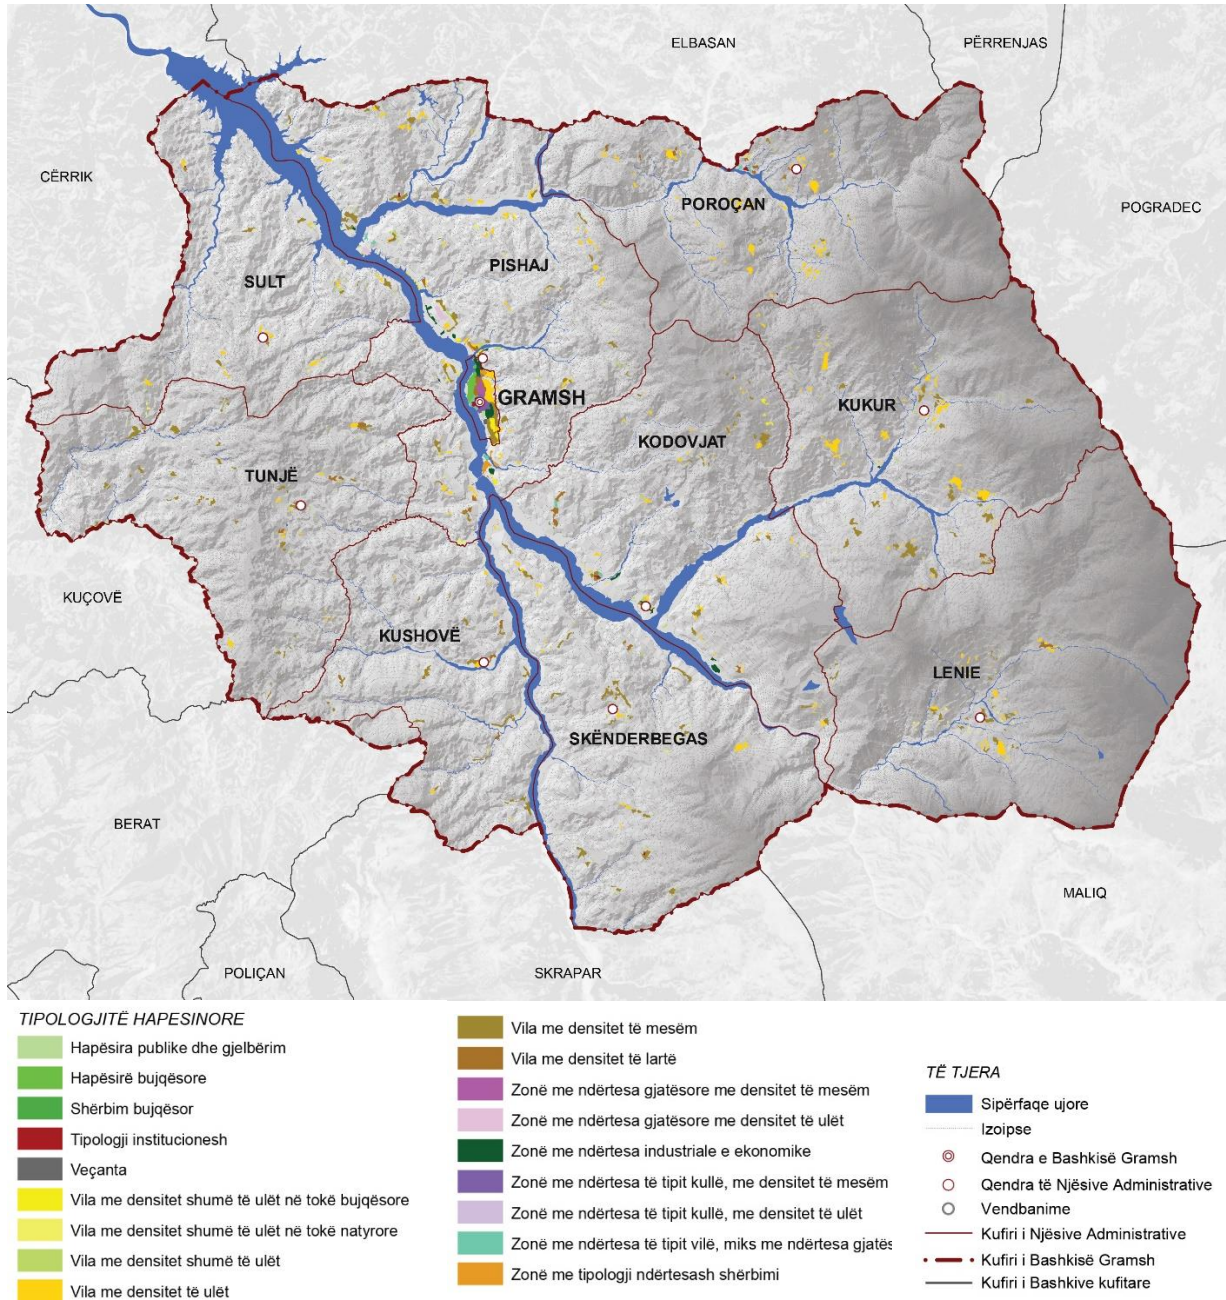 ELBASAN
PËRRENJAS
CËRRIK
POGRADEC
POROÇAN
PISHAJ
SULT
GRAMSH
KUKUR
KODOVJAT
TUNJË
KUÇOVË
KUSHOVË
LENIE
SKËNDERBEGAS
BERAT
MALIQ
POLIÇAN
SKRAPAR
TIPOLOGJITË HAPESINORE
Hapësira publike dhe gjelbërim
Hapësirë bujqësore
Shërbim bujqësor
Tipologji institucionesh
Veçanta
Vila me densitet shumë të ulët në tokë bujqësore
Vila me densitet shumë të ulët në tokë natyrore
Vila me densitet shumë të ulët
Vila me densitet të ulët
Vila me densitet të mesëm
Vila me densitet të lartë
Zonë me ndërtesa gjatësore me densitet të mesëm
Zonë me ndërtesa gjatësore me densitet të ulët
Zonë me ndërtesa industriale e ekonomike
Zonë me ndërtesa të tipit kullë, me densitet të mesëm
Zonë me ndërtesa të tipit kullë, me densitet të ulët
Zonë me ndërtesa të tipit vilë, miks me ndërtesa gjatës
Zonë me tipologji ndërtesash shërbimi
TË TJERA
Sipërfaqe ujore
Izoipse
Qendra e Bashkisë Gramsh
Qendra të Njësive Administrative
Vendbanime
Kufiri i Njësive Administrative
Kufiri i Bashkisë Gramsh
Kufiri i Bashkive kufitare